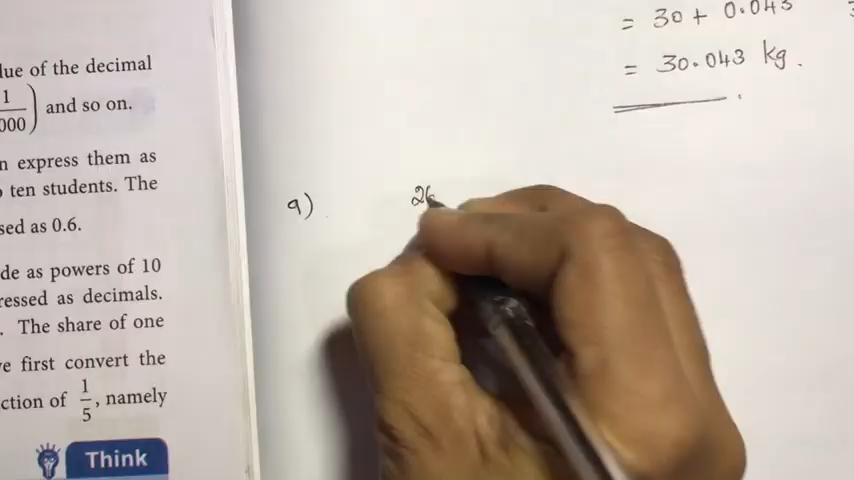 lue of the decimal
1
000) and so on.
n express them as
ten students. The
sed as 0.6.
de as powers of 10
ressed as decimals.
. The share of one
e first convert the
ction of 1/5, namely
Think
= 30 + 0.043
= 30.043 kg.
a)
26